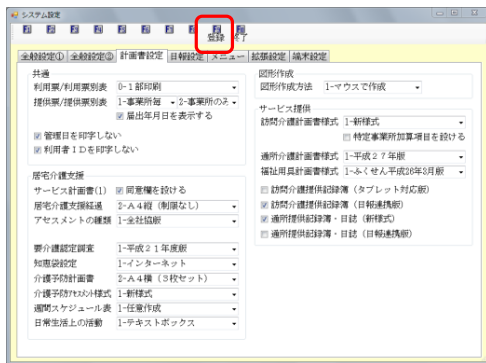 システム設定
登録 終了
全般設定① 全般設定② 計画書設定 日報設定 メニュー 拡張設定 端末設定
共通
利用票/利用票別表 0-1部印刷
提供票/提供票別表 1-事業所毎 2-事業所のみ
届出年月日を表示する
管理日を印字しない
利用者IDを印字しない
居宅介護支援
サービス計画書(1) 同意欄を設ける
居宅介護支援経過 2-A4縦(制限なし)
アセスメントの種類 1-全社協版
要介護認定調査 1-平成21年度版
知恵袋設定 1-インターネット
介護予防計画書 2-A4横(3枚セット)
介護予防アセスメント様式 1-新様式
週間スケジュール表 1-任意作成
日常生活上の活動 1-テキストボックス
図形作成
図形作成方法 1-マウスで作成
サービス提供
訪問介護計画書様式 1-新様式
特定事業所加算項目を設ける
通所介護計画書様式 1-平成27年版
福祉用具計画書様式 1-ふくせん平成26年3月版
訪問介護提供記録簿(タブレット対応版)
訪問介護提供記録簿(日報連携版)
通所提供記録簿・日誌(新様式)
通所提供記録簿・日誌(日報連携版)